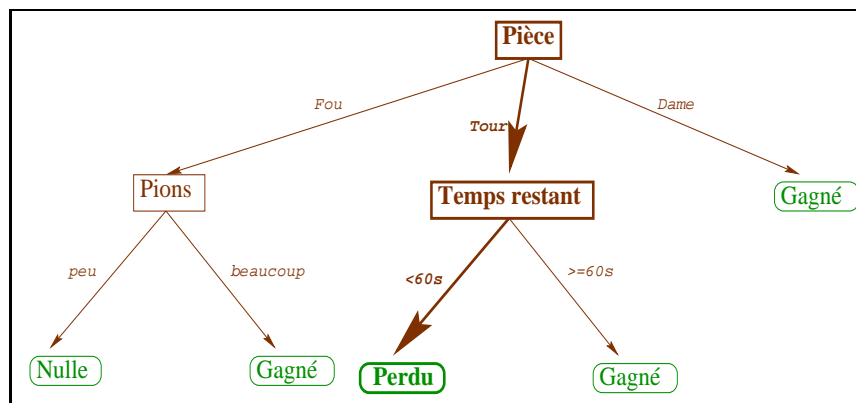 Pièce
Fou
Tour
Dame
Pions
Temps restant
Gagné
peu
beaucoup
<60s
>=60s
Nulle
Gagné
Perdu
Gagné